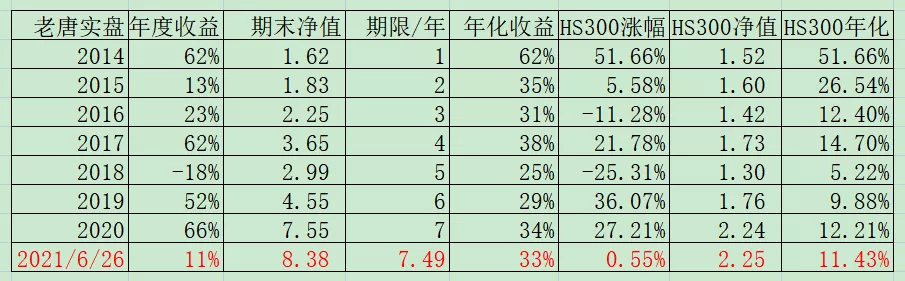 老唐实盘 年度收益 期末净值 期限/年 年化收益 HS300涨幅 HS300净值 HS300年化
2014 62% 1.62 1 62% 51.66% 1.52 51.66%
2015 13% 1.83 2 35% 5.58% 1.60 26.54%
2016 23% 2.25 3 31% -11.28% 1.42 12.40%
2017 62% 3.65 4 38% 21.78% 1.73 14.70%
2018 -18% 2.99 5 25% -25.31% 1.30 5.22%
2019 52% 4.55 6 29% 36.07% 1.76 9.88%
2020 66% 7.55 7 34% 27.21% 2.24 12.21%
2021/6/26 11% 8.38 7.49 33% 0.55% 2.25 11.43%